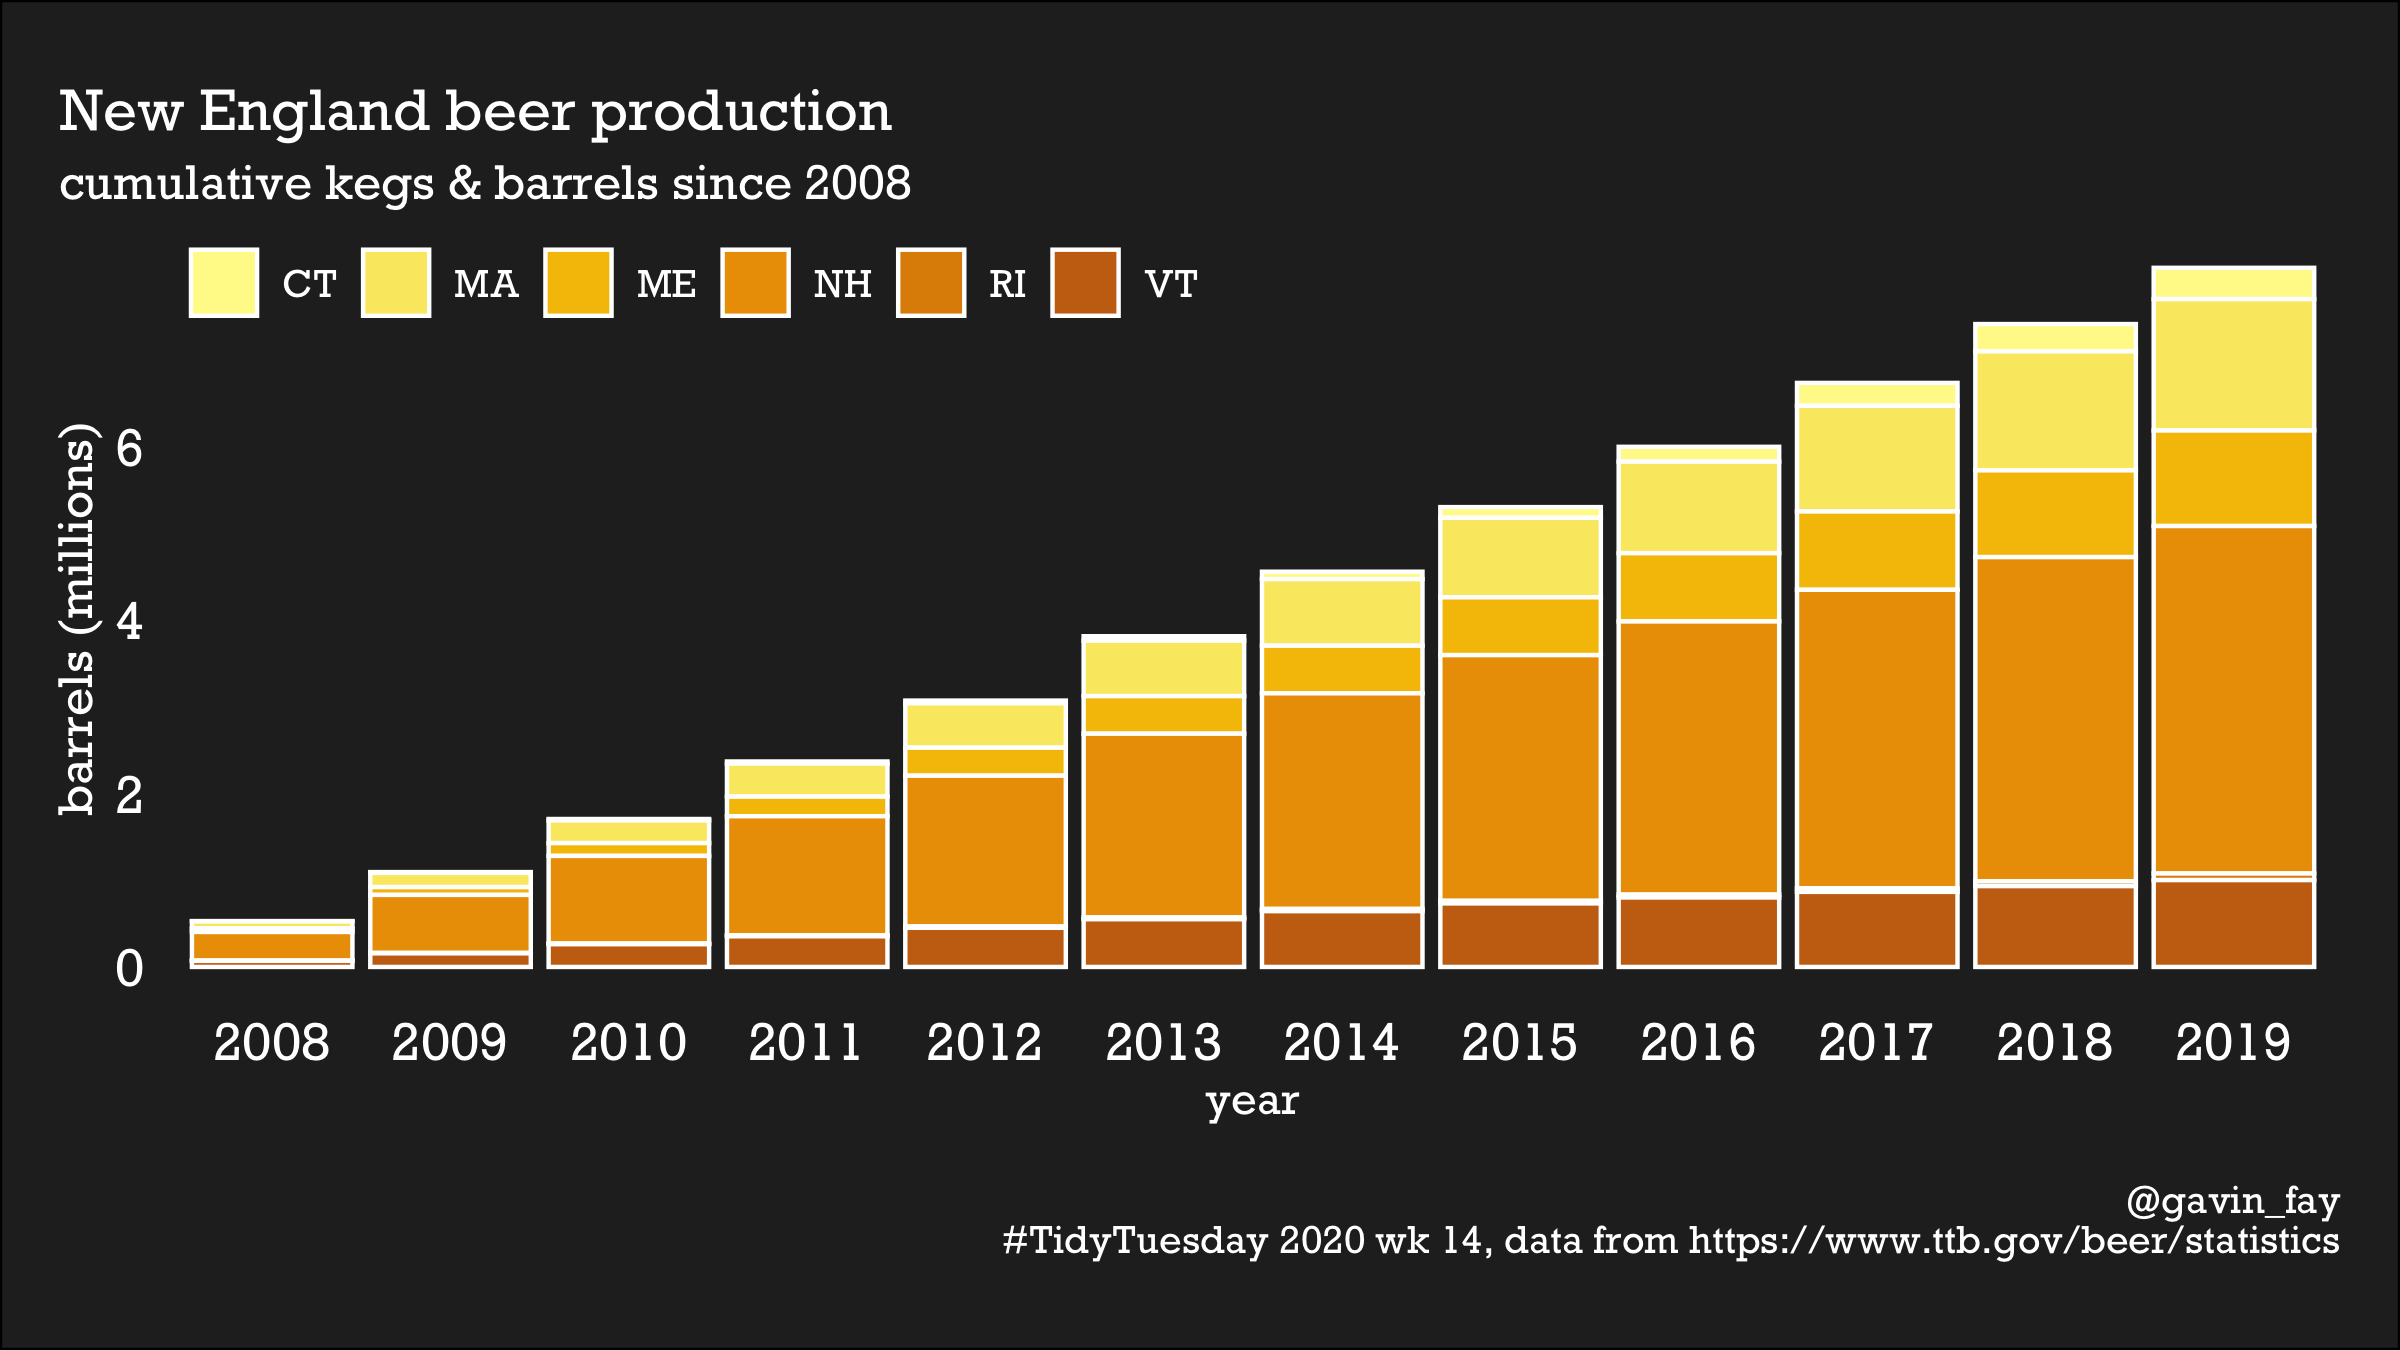 New England beer production
cumulative kegs & barrels since 2008
CT MA ME NH RI VT
barrels (millions)
6
4
2
0
2008 2009 2010 2011 2012 2013 2014 2015 2016 2017 2018 2019
year
@gavin_fay
#TidyTuesday 2020 wk 14, data from https://www.ttb.gov/beer/statistics